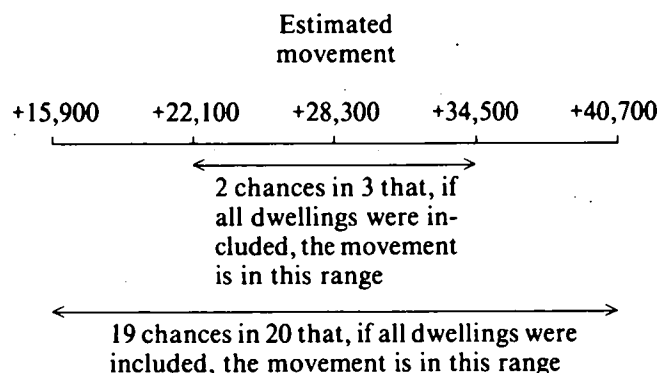 Estimated
movement
+15,900 +22,100 +28,300 +34,500 +40,700
2 chances in 3 that, if
all dwellings were in-
cluded, the movement
is in this range
19 chances in 20 that, if all dwellings were
included, the movement is in this range